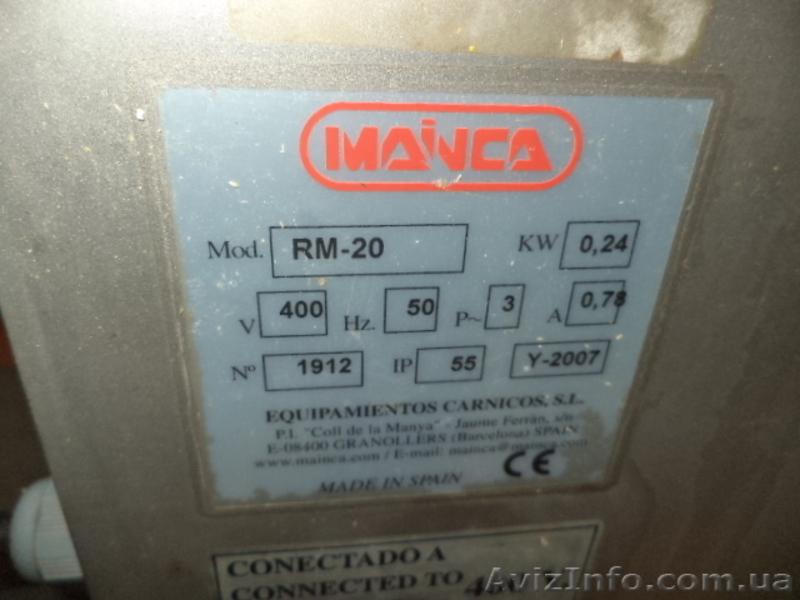 MAINCA
Mod. RM-20 KW 0,24
V 400 Hz. 50 P~ 3 A 0,78
Nº 1912 IP 55 Y-2007
EQUIPAMIENTOS CARNICOS, S.L.
P.I. "Coll de la Manya" - Jaume Ferrán, s/n
E-08400 GRANOLLERS (Barcelona) SPAIN
www.mainca.com / E-mail: mainca@mainca.com
CE
MADE IN SPAIN
CONECTADO A
CONNECTED TO
AvizInfo.com.ua